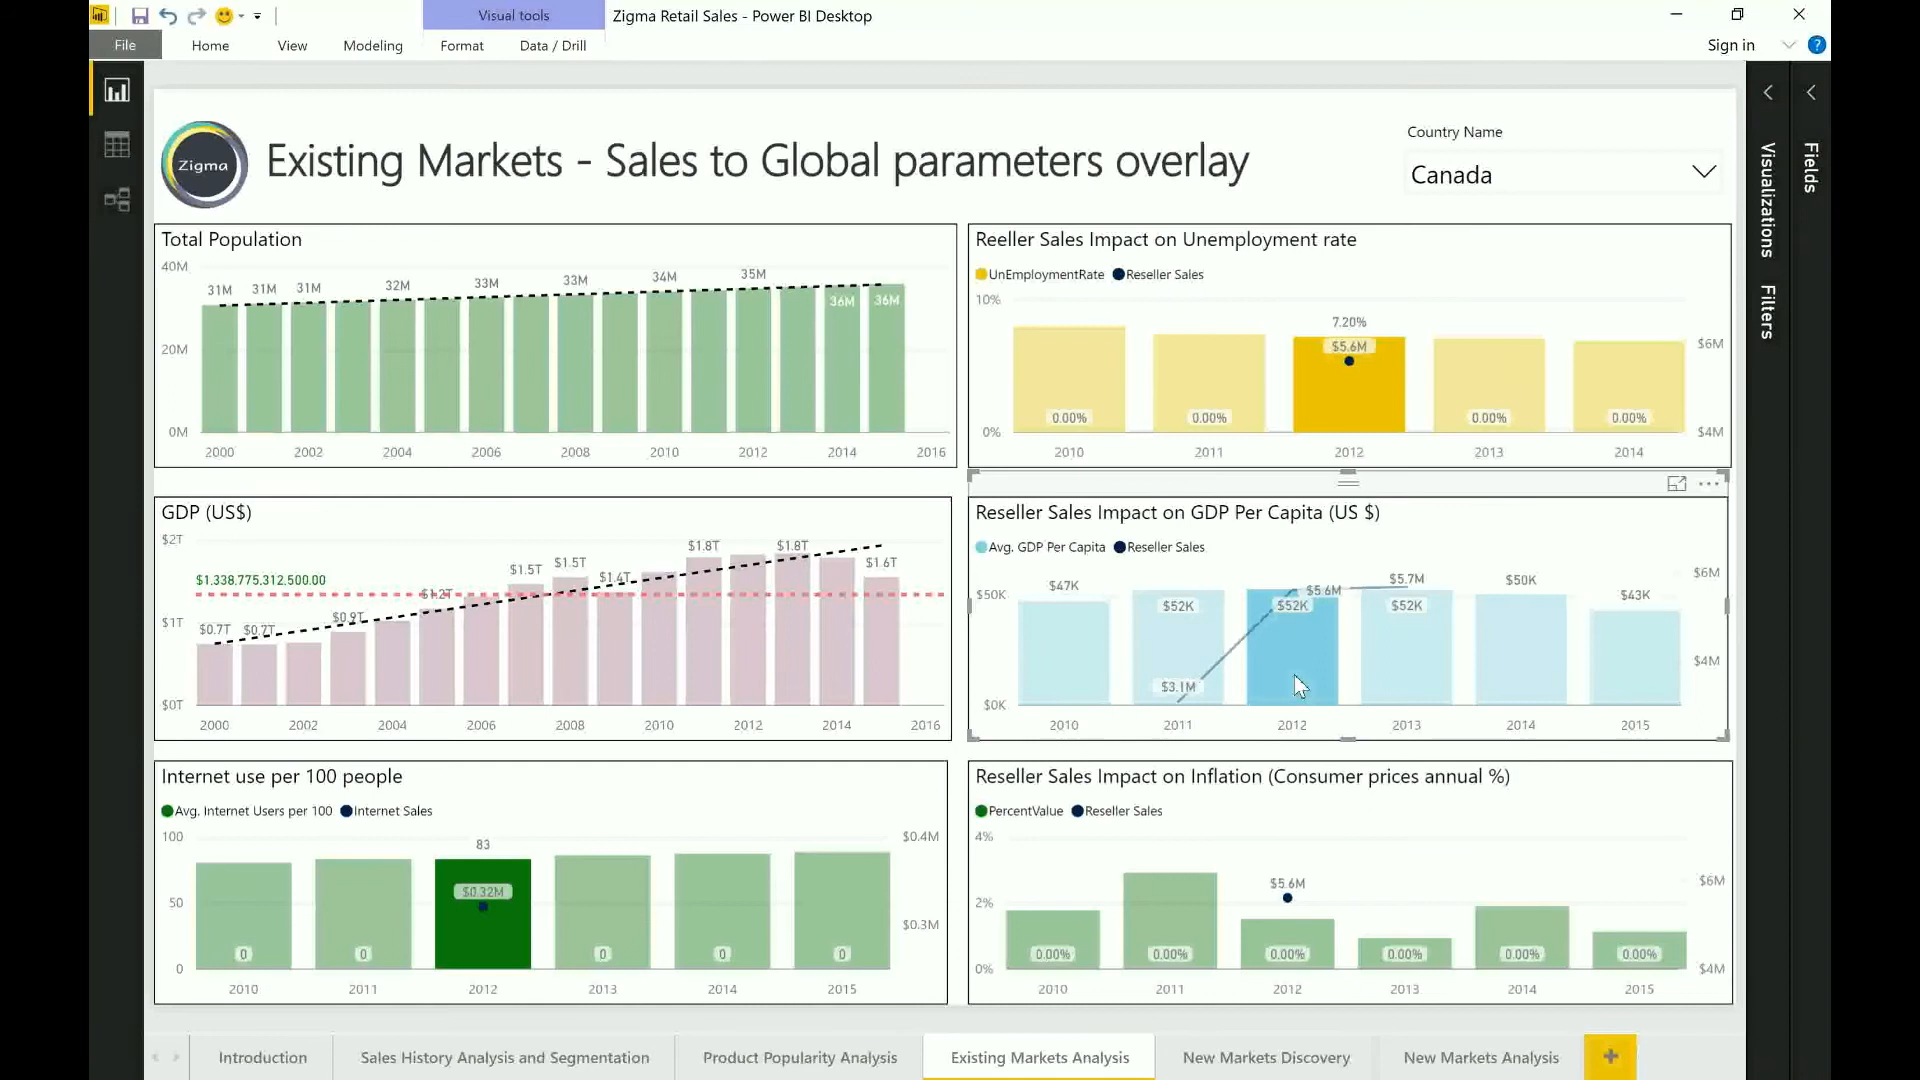 Visual tools
Zigma Retail Sales - Power BI Desktop
File Home View Modeling Format Data / Drill
Sign in
?
Zigma
Existing Markets - Sales to Global parameters overlay
Country Name
Canada
Visualizations
Filters
Fields
Total Population
40M
20M
0M
31M 31M 31M 32M 33M 33M 34M 35M 36M 36M
2000 2002 2004 2006 2008 2010 2012 2014 2016
Reeller Sales Impact on Unemployment rate
UnEmploymentRate Reseller Sales
10%
0%
7.20%
$5.6M
0.00% 0.00% 0.00% 0.00%
$6M
$4M
2010 2011 2012 2013 2014
GDP (US$)
$2T
$1T
$0T
$1,338,775,312,500.00
$0.7T $0.7T $0.9T $1.2T $1.5T $1.5T $1.4T $1.8T $1.8T $1.6T
2000 2002 2004 2006 2008 2010 2012 2014 2016
Reseller Sales Impact on GDP Per Capita (US $)
Avg. GDP Per Capita Reseller Sales
$50K
$0K
$47K $52K $52K $52K $50K $43K
$3.1M $5.6M $5.7M
$6M
$4M
2010 2011 2012 2013 2014 2015
Internet use per 100 people
Avg. Internet Users per 100 Internet Sales
100
50
0
83
$0.32M
0 0 0 0 0
$0.4M
$0.3M
2010 2011 2012 2013 2014 2015
Reseller Sales Impact on Inflation (Consumer prices annual %)
PercentValue Reseller Sales
4%
2%
0%
$5.6M
0.00% 0.00% 0.00% 0.00% 0.00% 0.00%
$6M
$4M
2010 2011 2012 2013 2014 2015
Introduction Sales History Analysis and Segmentation Product Popularity Analysis Existing Markets Analysis New Markets Discovery New Markets Analysis +